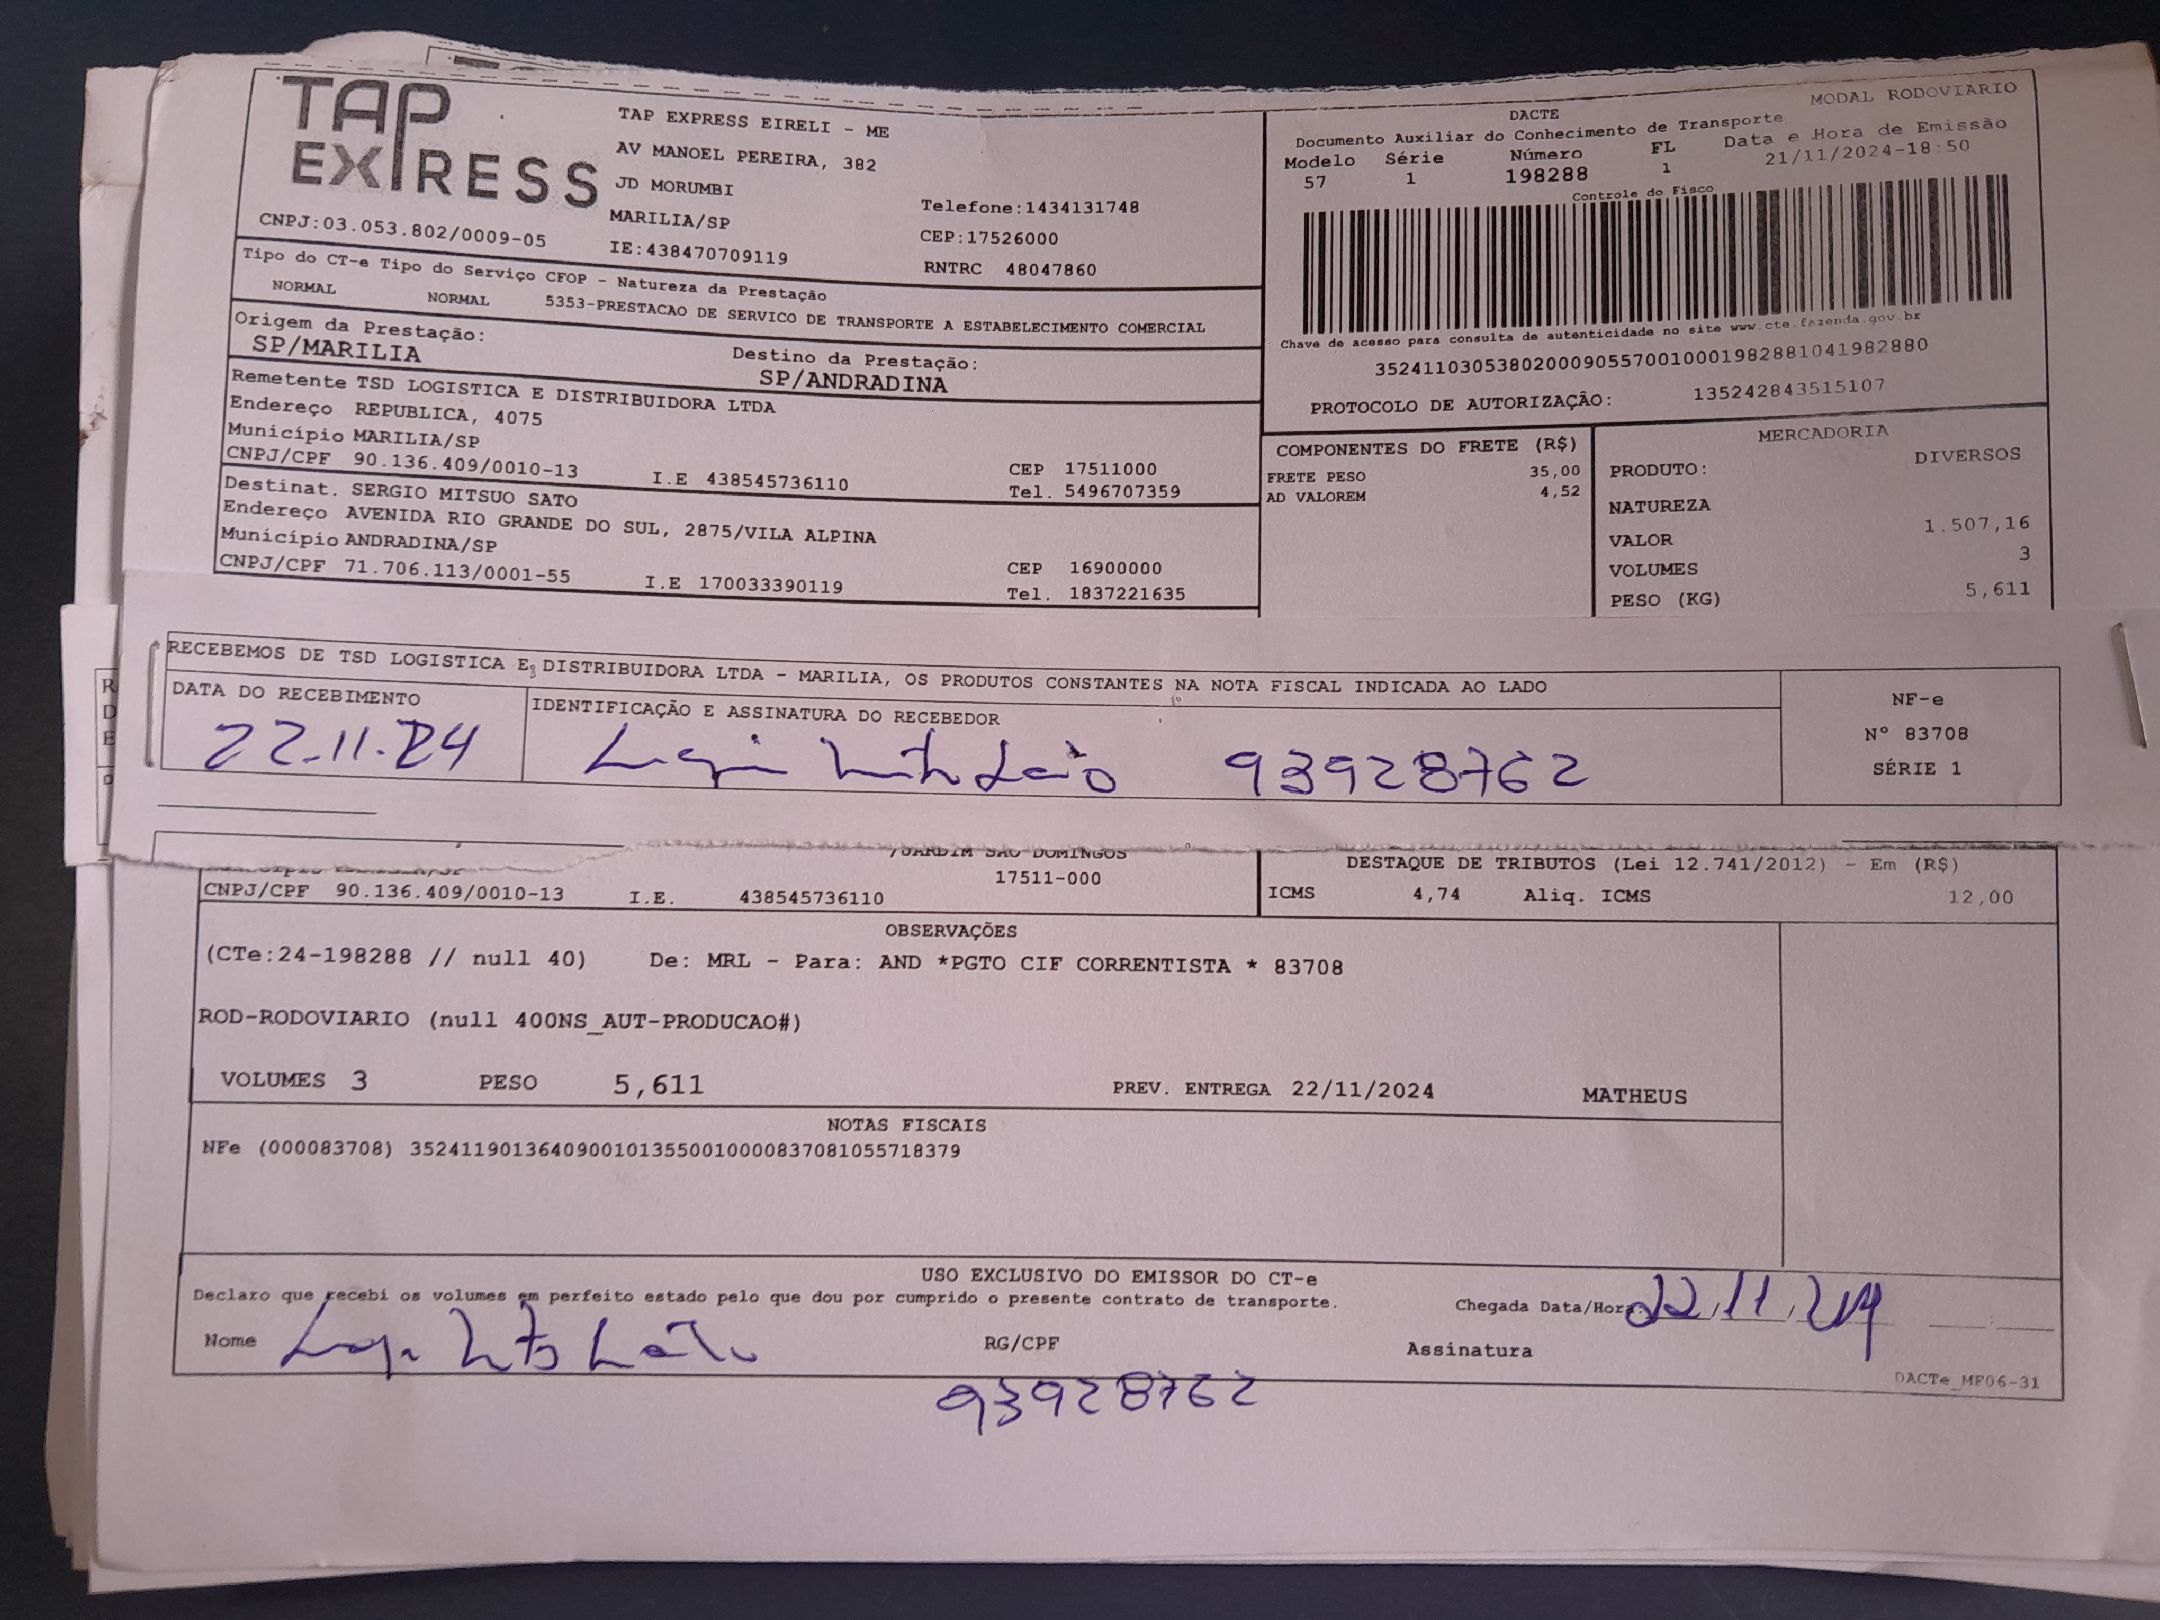 TAP
EXPRESS
CNPJ:03.053.802/0009-05
TAP EXPRESS EIRELI - ME
AV MANOEL PEREIRA, 382
JD MORUMBI
MARILIA/SP
IE:438470709119
Telefone:1434131748
CEP:17526000
RNTRC 48047860
DACTE
MODAL RODOVIARIO
Documento Auxiliar do Conhecimento de Transporte
Modelo Série Número FL Data e Hora de Emissão
57 1 198288 1 21/11/2024-18:50
Controle do Fisco
Chave de acesso para consulta de autenticidade no site www.cte.fazenda.gov.br
35241103053802000905570010001982881041982880
PROTOCOLO DE AUTORIZAÇÃO: 135242843515107
Tipo do CT-e Tipo do Serviço CFOP - Natureza da Prestação
NORMAL NORMAL 5353-PRESTACAO DE SERVICO DE TRANSPORTE A ESTABELECIMENTO COMERCIAL
Origem da Prestação: Destino da Prestação:
SP/MARILIA SP/ANDRADINA
Remetente TSD LOGISTICA E DISTRIBUIDORA LTDA
Endereço REPUBLICA, 4075
Município MARILIA/SP CEP 17511000
CNPJ/CPF 90.136.409/0010-13 I.E 438545736110 Tel. 5496707359
Destinat. SERGIO MITSUO SATO
Endereço AVENIDA RIO GRANDE DO SUL, 2875/VILA ALPINA
Município ANDRADINA/SP CEP 16900000
CNPJ/CPF 71.706.113/0001-55 I.E 170033390119 Tel. 1837221635
COMPONENTES DO FRETE (R$)
FRETE PESO 35,00
AD VALOREM 4,52
MERCADORIA
PRODUTO: DIVERSOS
NATUREZA
VALOR 1.507,16
VOLUMES 3
PESO (KG) 5,611
RECEBEMOS DE TSD LOGISTICA E DISTRIBUIDORA LTDA - MARILIA, OS PRODUTOS CONSTANTES NA NOTA FISCAL INDICADA AO LADO
DATA DO RECEBIMENTO IDENTIFICAÇÃO E ASSINATURA DO RECEBEDOR
22.11.24 93928762
NF-e
Nº 83708
SÉRIE 1
/JARDIM SAO DOMINGOS
17511-000
CNPJ/CPF 90.136.409/0010-13 I.E. 438545736110
DESTAQUE DE TRIBUTOS (Lei 12.741/2012) - Em (R$)
ICMS 4,74 Aliq. ICMS 12,00
OBSERVAÇÕES
(CTe:24-198288 // null 40) De: MRL - Para: AND *PGTO CIF CORRENTISTA * 83708
ROD-RODOVIARIO (null 400NS_AUT-PRODUCAO#)
VOLUMES 3 PESO 5,611 PREV. ENTREGA 22/11/2024 MATHEUS
NOTAS FISCAIS
NFe (000083708) 35241190136409001013550010000837081055718379
USO EXCLUSIVO DO EMISSOR DO CT-e
Declaro que recebi os volumes em perfeito estado pelo que dou por cumprido o presente contrato de transporte. Chegada Data/Hora: 22/11/24
Nome RG/CPF Assinatura
93928762
DACTe_MF06-31